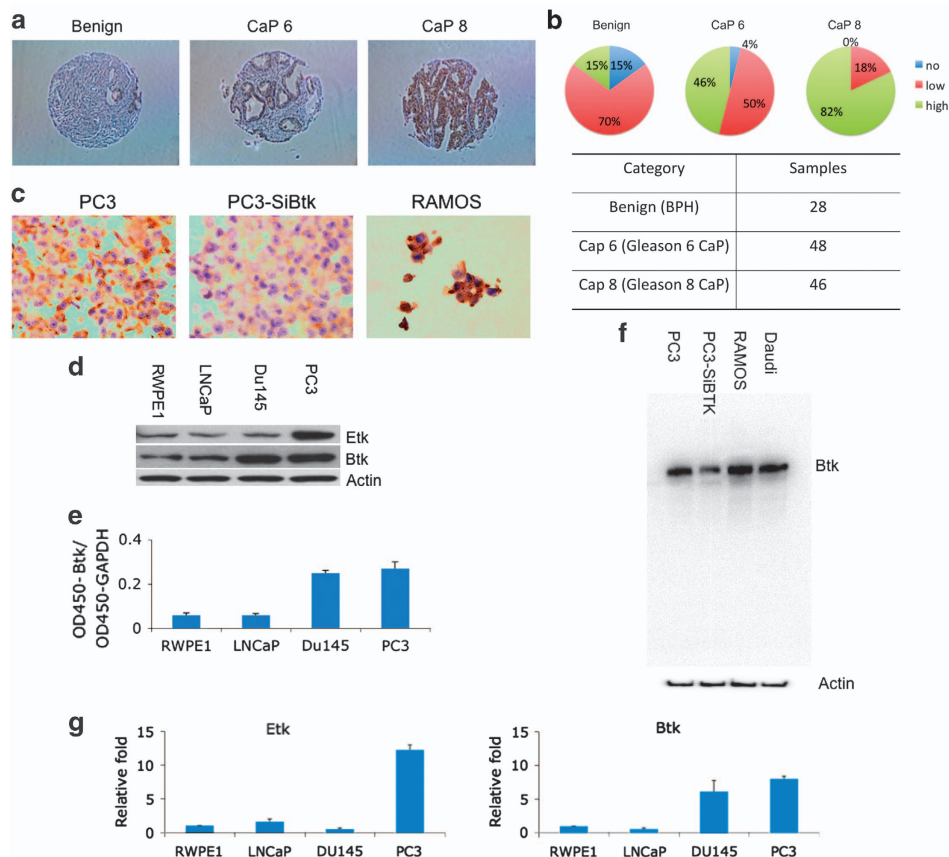 a
Benign
CaP 6
CaP 8
b
Benign
CaP 6
CaP 8
15%
15%
70%
4%
46%
50%
0%
18%
82%
no
low
high
Category
Samples
Benign (BPH)
28
Cap 6 (Gleason 6 CaP)
48
Cap 8 (Gleason 8 CaP)
46
c
PC3
PC3-SiBtk
RAMOS
d
RWPE1
LNCaP
Du145
PC3
Etk
Btk
Actin
e
OD450-Btk/
OD450-GAPDH
0.4
0.2
0
RWPE1
LNCaP
Du145
PC3
f
PC3
PC3-SiBTK
RAMOS
Daudi
Btk
Actin
g
Etk
Relative fold
15
10
5
0
RWPE1
LNCaP
DU145
PC3
Btk
Relative fold
15
10
5
0
RWPE1
LNCaP
DU145
PC3